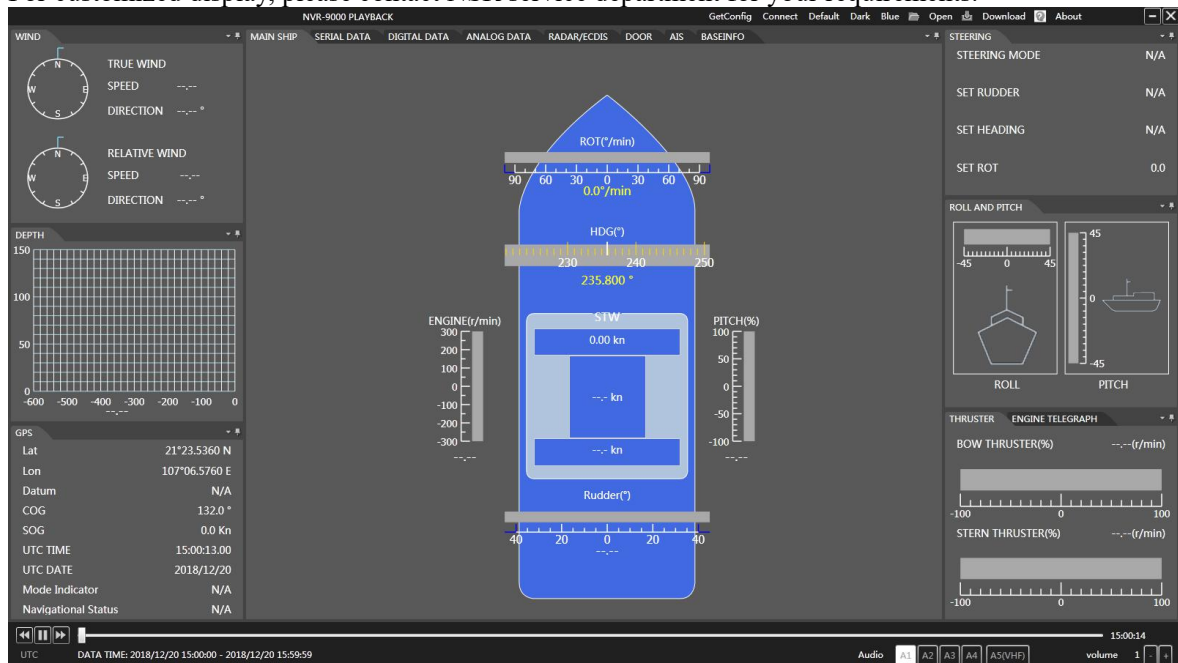 For customized display, please contact NSR service department for your requirements.
NVR-9000 PLAYBACK
GetConfig Connect Default Dark Blue Open Download About
WIND
N
W E
S
TRUE WIND
SPEED --.--
DIRECTION --.-- °
N
W E
S
RELATIVE WIND
SPEED --.--
DIRECTION --.-- °
DEPTH
150
100
50
0
-600 -500 -400 -300 -200 -100 0
--.--
GPS
Lat 21°23.5360 N
Lon 107°06.5760 E
Datum N/A
COG 132.0 °
SOG 0.0 Kn
UTC TIME 15:00:13.00
UTC DATE 2018/12/20
Mode Indicator N/A
Navigational Status N/A
MAIN SHIP SERIAL DATA DIGITAL DATA ANALOG DATA RADAR/ECDIS DOOR AIS BASEINFO
ROT(°/min)
90 60 30 0 30 60 90
0.0°/min
HDG(°)
230 240 250
235.800 °
ENGINE(r/min)
300
200
100
0
-100
-200
-300
--.--
STW
0.00 kn
--.- kn
--.- kn
PITCH(%)
100
50
0
-50
-100
--.--
Rudder(°)
40 20 0 20 40
--.--
STEERING
STEERING MODE N/A
SET RUDDER N/A
SET HEADING N/A
SET ROT 0.0
ROLL AND PITCH
-45 0 45
ROLL
45
0
-45
PITCH
THRUSTER ENGINE TELEGRAPH
BOW THRUSTER(%) --.--(r/min)
-100 0 100
STERN THRUSTER(%) --.--(r/min)
-100 0 100
15:00:14
UTC DATA TIME: 2018/12/20 15:00:00 - 2018/12/20 15:59:59
Audio A1 A2 A3 A4 A5(VHF) volume 1 - +